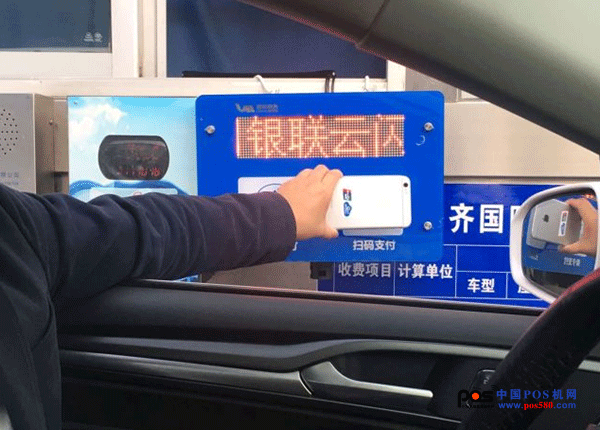 银联云闪
扫码支付
齐国
收费项目 计算单位
车型
POS 中国POS机网
www.pos580.com